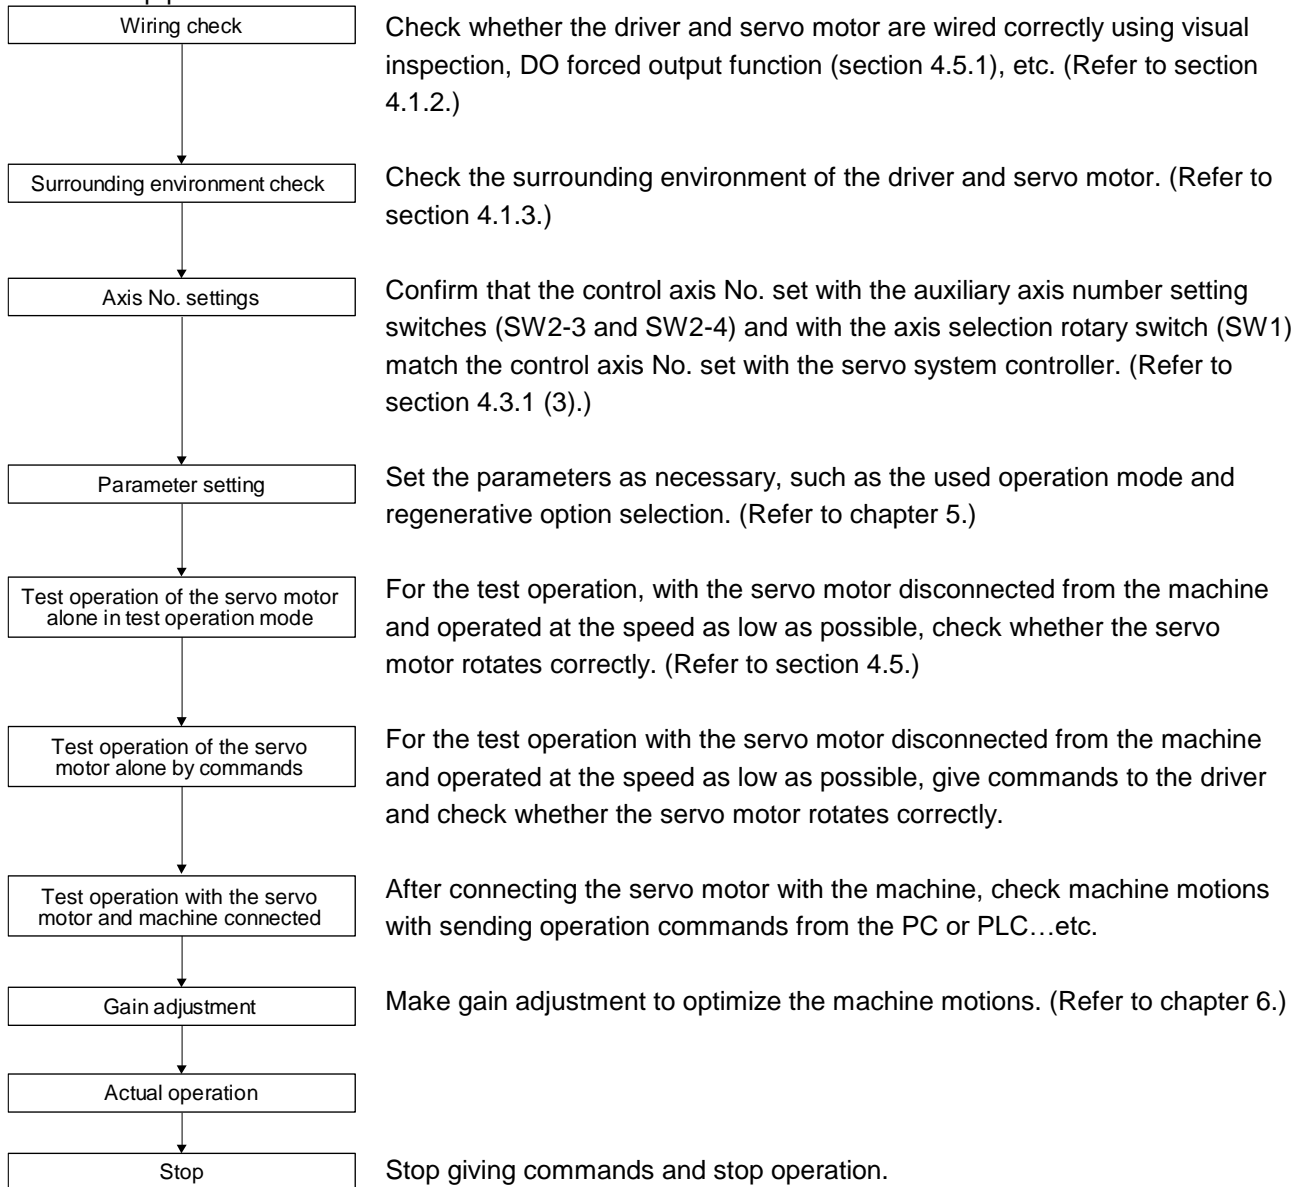 Wiring check
Check whether the driver and servo motor are wired correctly using visual
inspection, DO forced output function (section 4.5.1), etc. (Refer to section
4.1.2.)
Surrounding environment check
Check the surrounding environment of the driver and servo motor. (Refer to
section 4.1.3.)
Axis No. settings
Confirm that the control axis No. set with the auxiliary axis number setting
switches (SW2-3 and SW2-4) and with the axis selection rotary switch (SW1)
match the control axis No. set with the servo system controller. (Refer to
section 4.3.1 (3).)
Parameter setting
Set the parameters as necessary, such as the used operation mode and
regenerative option selection. (Refer to chapter 5.)
Test operation of the servo motor
alone in test operation mode
For the test operation, with the servo motor disconnected from the machine
and operated at the speed as low as possible, check whether the servo
motor rotates correctly. (Refer to section 4.5.)
Test operation of the servo
motor alone by commands
For the test operation with the servo motor disconnected from the machine
and operated at the speed as low as possible, give commands to the driver
and check whether the servo motor rotates correctly.
Test operation with the servo
motor and machine connected
After connecting the servo motor with the machine, check machine motions
with sending operation commands from the PC or PLC…etc.
Gain adjustment
Make gain adjustment to optimize the machine motions. (Refer to chapter 6.)
Actual operation
Stop
Stop giving commands and stop operation.